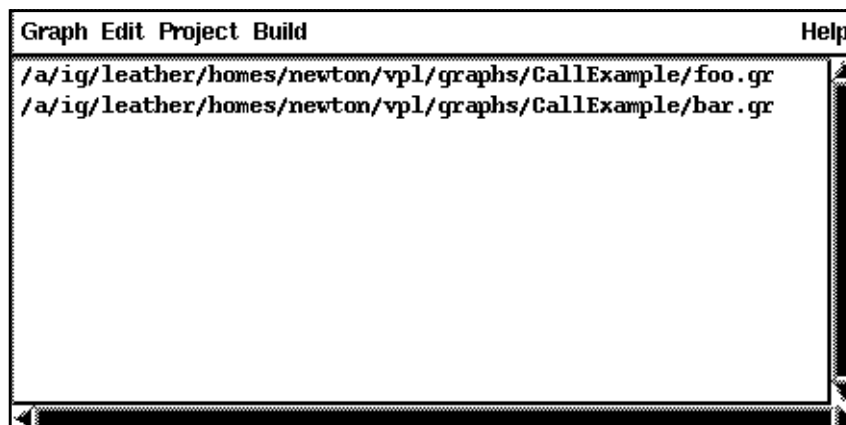 Graph Edit Project Build Help
/a/ig/leather/homes/newton/vpl/graphs/CallExample/foo.gr
/a/ig/leather/homes/newton/vpl/graphs/CallExample/bar.gr